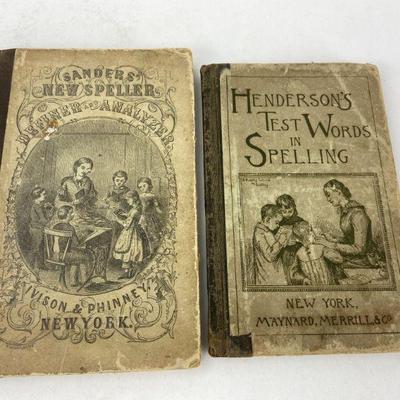 SANDERS'
NEW SPELLER
DEFINER AND ANALYZER
IVISON & PHINNEY,
NEW YORK.
HENDERSON'S
TEST WORDS
IN
SPELLING
NEW YORK,
MAYNARD, MERRILL & CO.